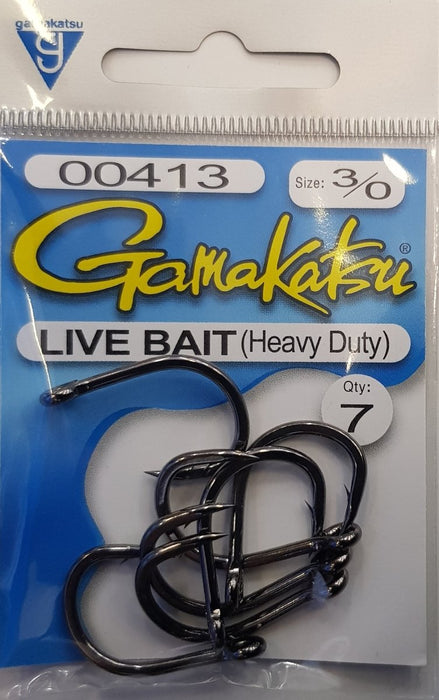 gamakatsu
00413
Size: 3/0
Gamakatsu®
LIVE BAIT (Heavy Duty)
Qty:
7